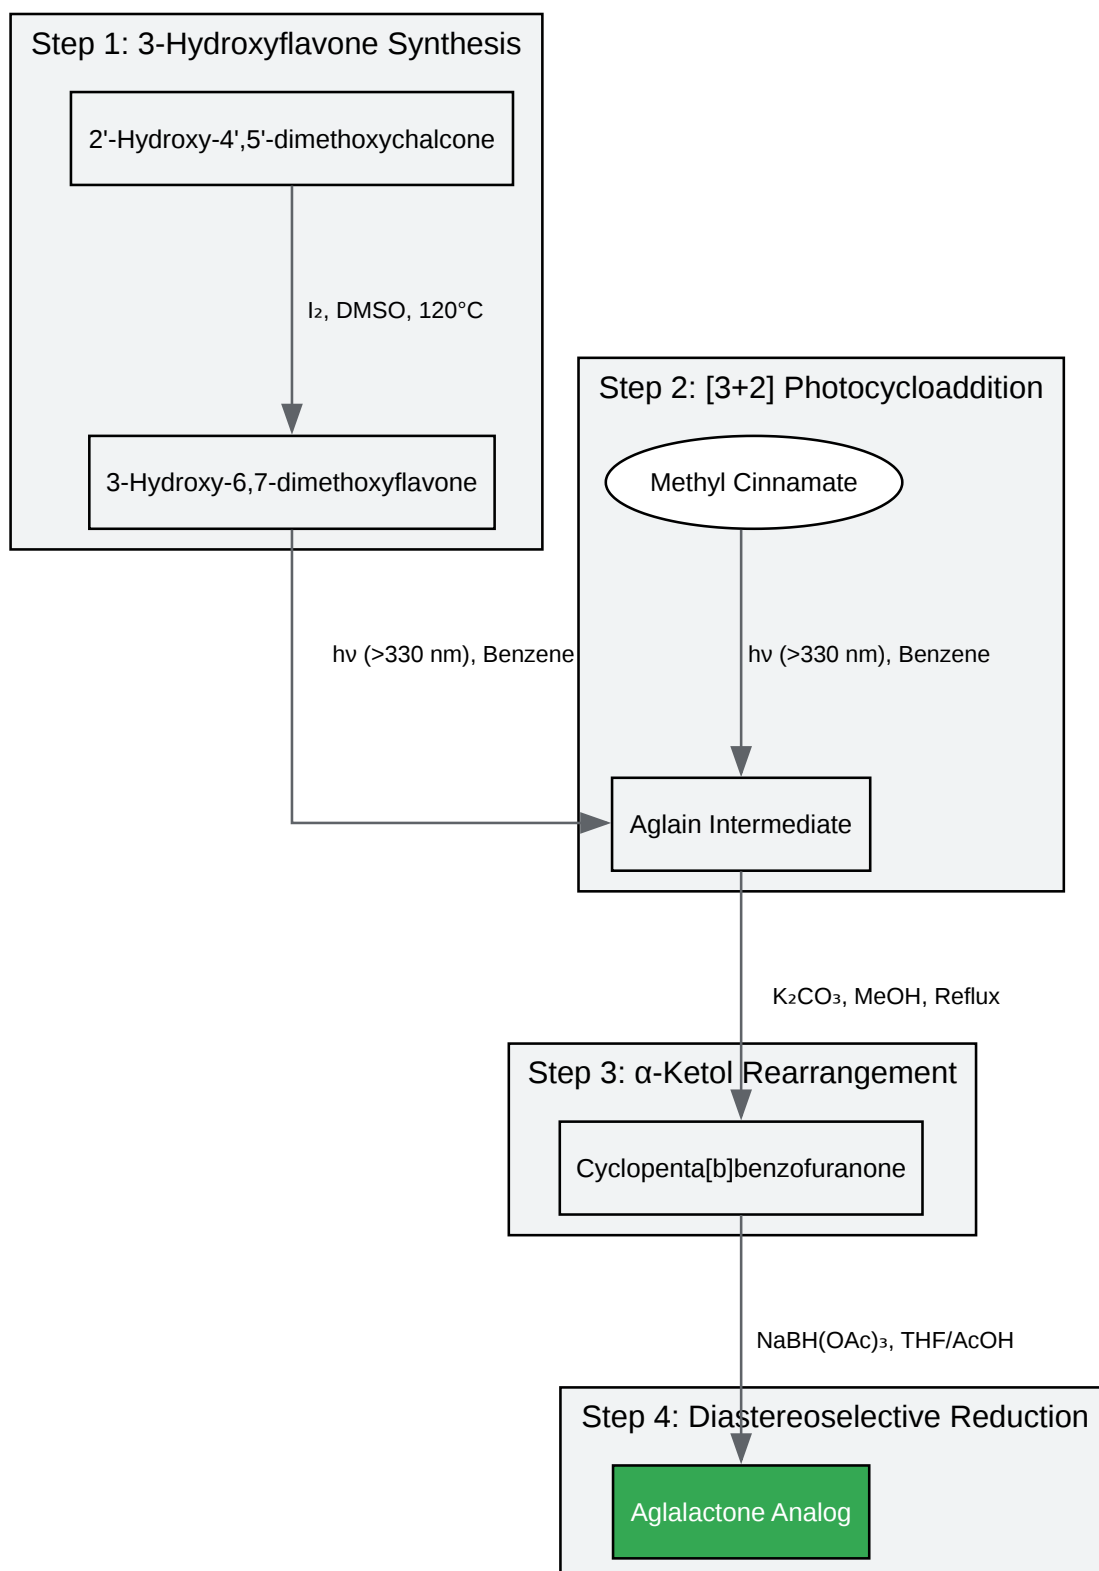 Step 1: 3-Hydroxyflavone Synthesis
2'-Hydroxy-4',5'-dimethoxychalcone
I₂, DMSO, 120°C
3-Hydroxy-6,7-dimethoxyflavone
Step 2: [3+2] Photocycloaddition
Methyl Cinnamate
hν (>330 nm), Benzene
hν (>330 nm), Benzene
Aglain Intermediate
K₂CO₃, MeOH, Reflux
Step 3: α-Ketol Rearrangement
Cyclopenta[b]benzofuranone
NaBH(OAc)₃, THF/AcOH
Step 4: Diastereoselective Reduction
Aglalactone Analog